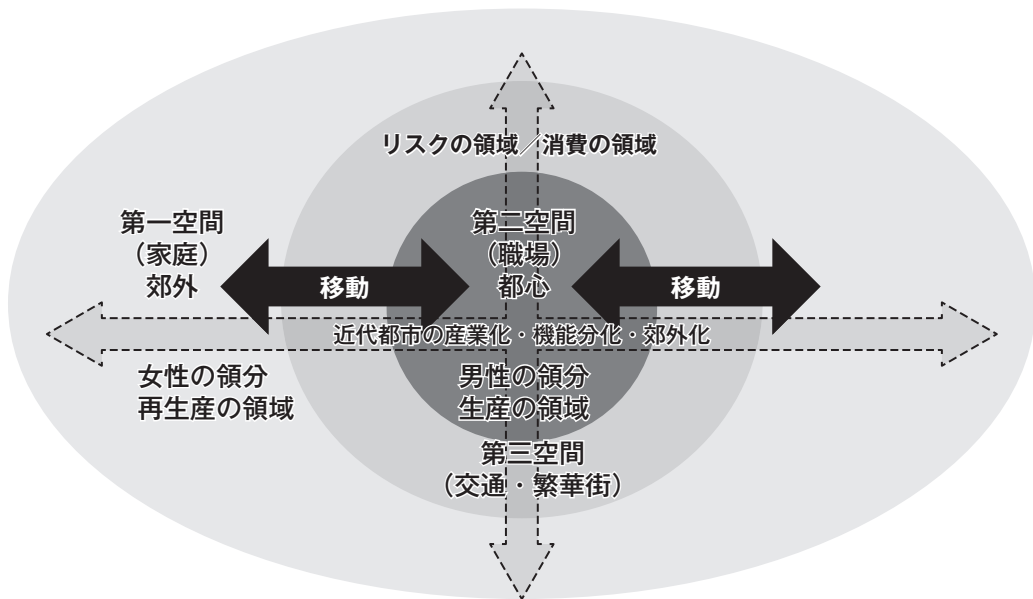 リスクの領域／消費の領域
第一空間
（家庭）
郊外
移動
第二空間
（職場）
都心
移動
近代都市の産業化・機能分化・郊外化
女性の領分
再生産の領域
男性の領分
生産の領域
第三空間
（交通・繁華街）